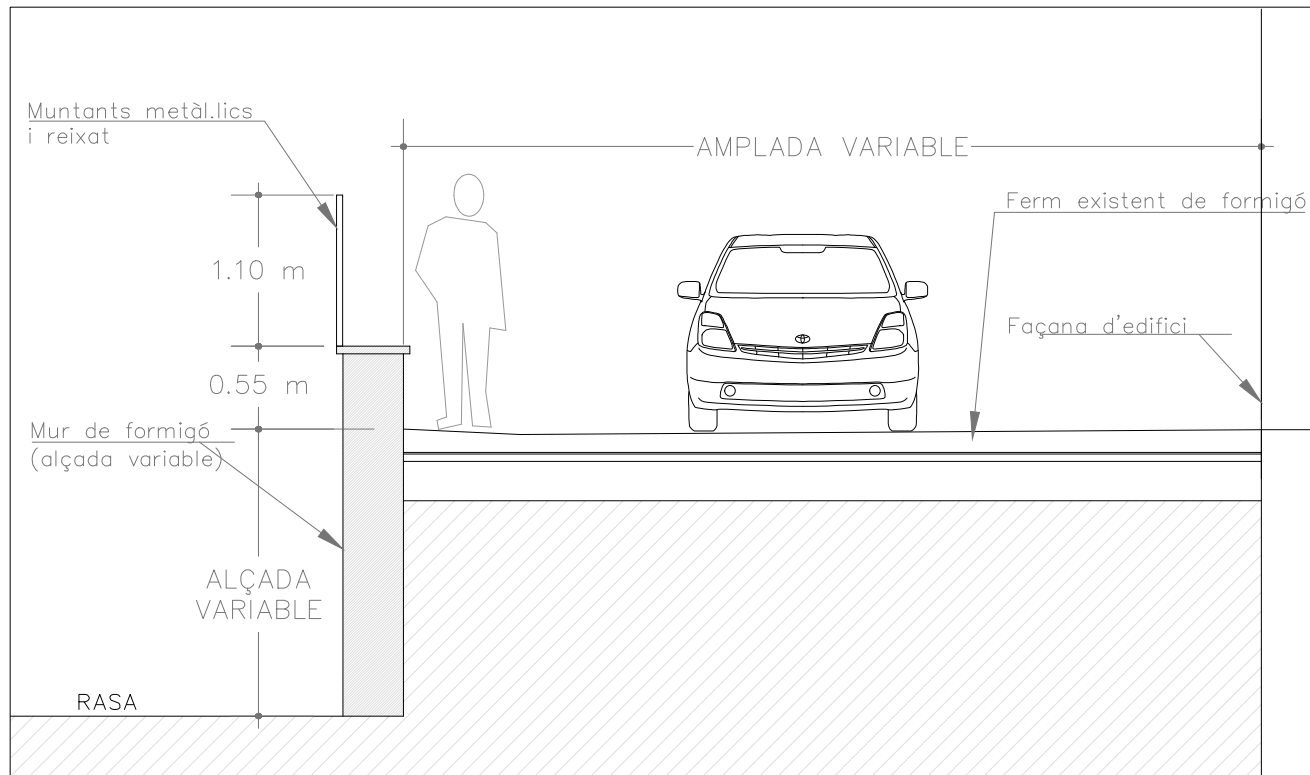 Muntants metàl.lics
i reixat
AMPLADA VARIABLE
Ferm existent de formigó
1.10 m
Façana d'edifici
0.55 m
Mur de formigó
(alçada variable)
ALÇADA
VARIABLE
RASA